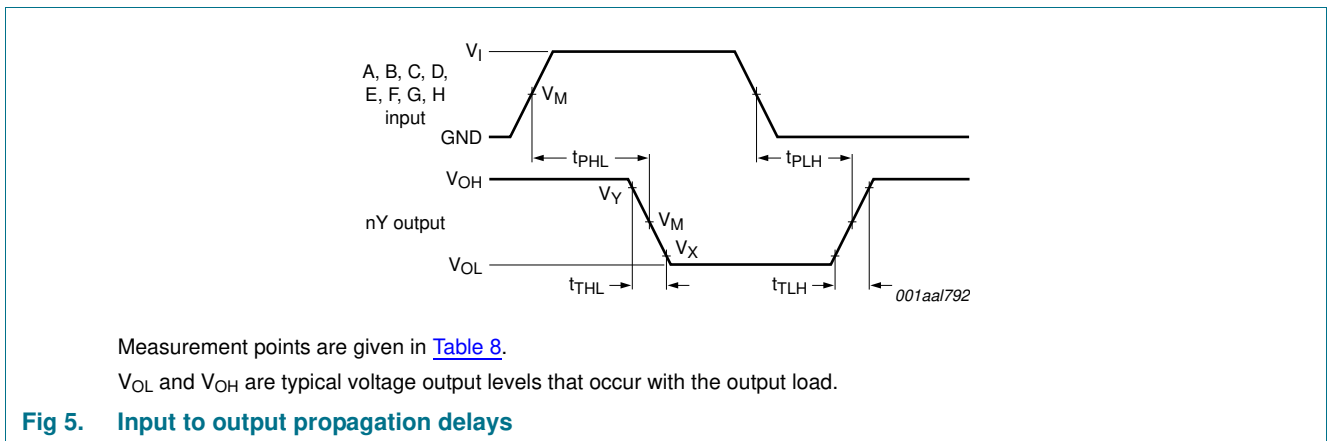 V_I
A, B, C, D,
E, F, G, H
input
V_M
GND
t_PHL
t_PLH
V_OH
V_Y
nY output
V_M
V_X
V_OL
t_THL
t_TLH
001aal792
Measurement points are given in Table 8.
V_OL and V_OH are typical voltage output levels that occur with the output load.
Fig 5. Input to output propagation delays